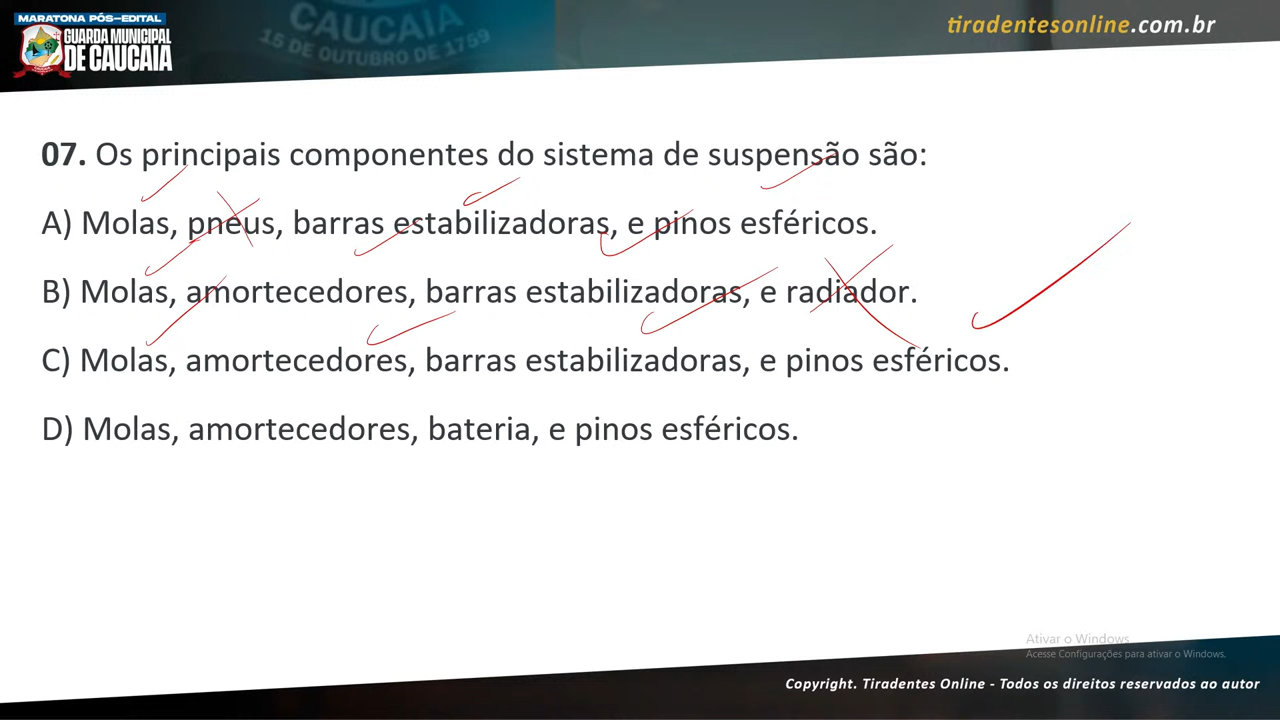 MARATONA PÓS-EDITAL
GUARDA MUNICIPAL
DE CAUCAIA
CAUCAIA
15 DE OUTUBRO DE 1759
tiradentesonline.com.br
07. Os principais componentes do sistema de suspensão são:
A) Molas, pneus, barras estabilizadoras, e pinos esféricos.
B) Molas, amortecedores, barras estabilizadoras, e radiador.
C) Molas, amortecedores, barras estabilizadoras, e pinos esféricos.
D) Molas, amortecedores, bateria, e pinos esféricos.
Ativar o Windows
Acesse Configurações para ativar o Windows.
Copyright. Tiradentes Online - Todos os direitos reservados ao autor